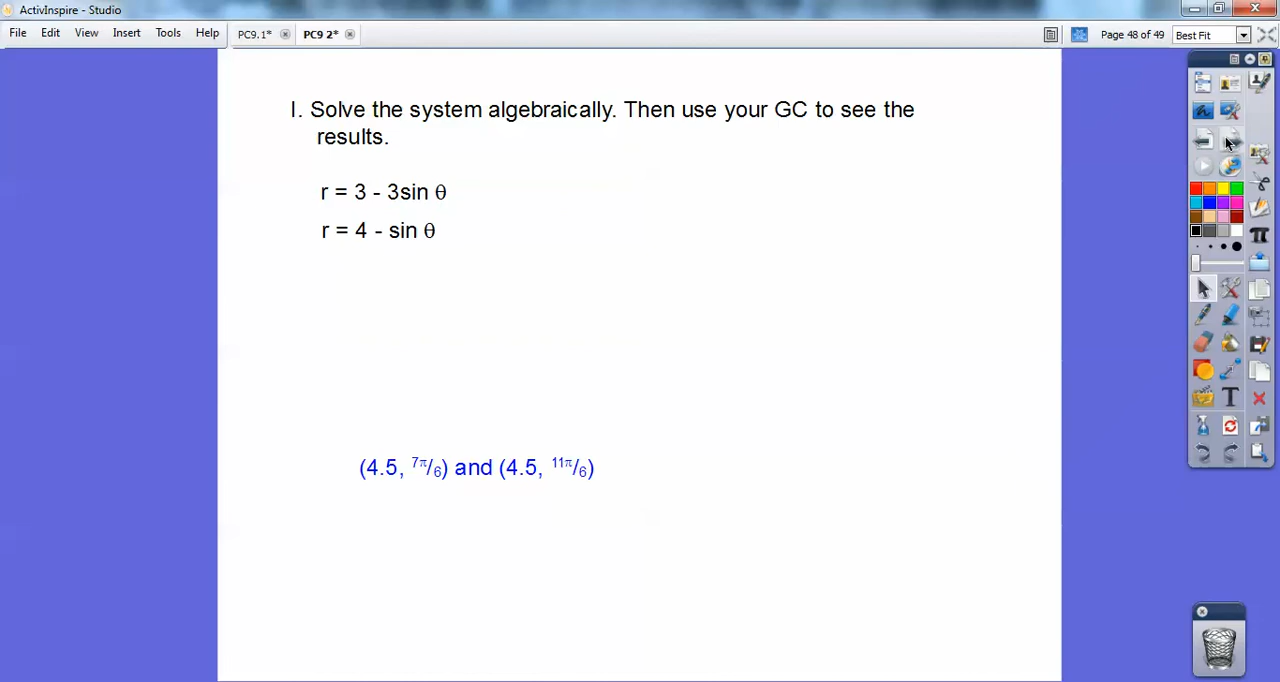 ActivInspire - Studio
File Edit View Insert Tools Help PC9.1* PC9 2* Page 48 of 49 Best Fit
I. Solve the system algebraically. Then use your GC to see the
results.
r = 3 - 3sin θ
r = 4 - sin θ
(4.5, 7π/6) and (4.5, 11π/6)